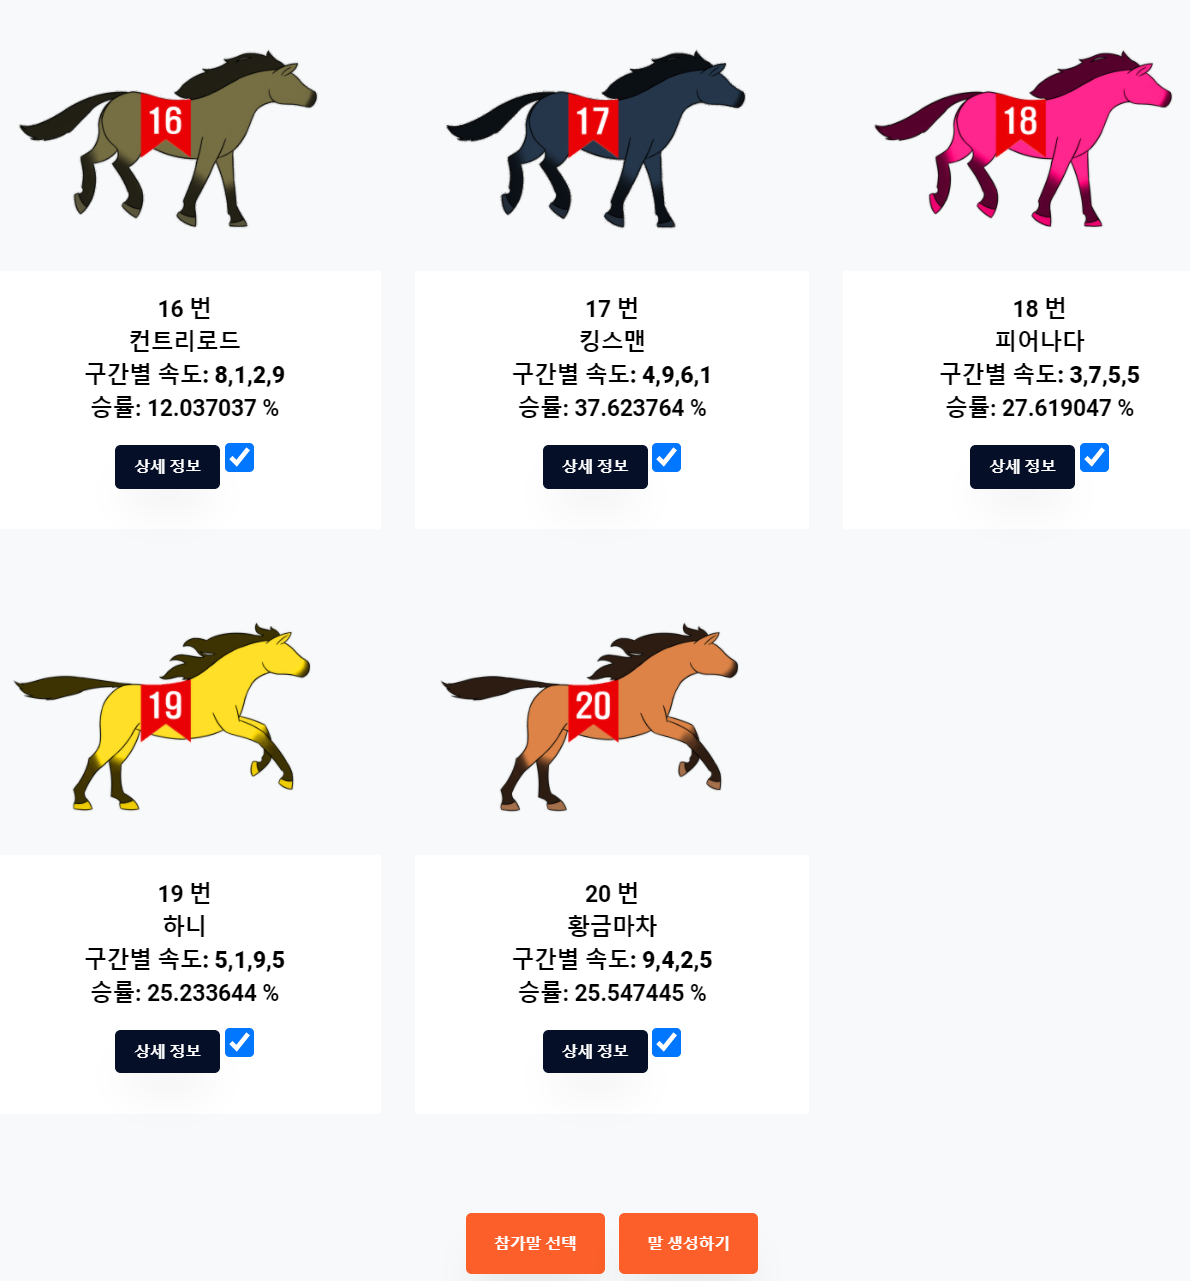 16
17
18
16 번
컨트리로드
구간별 속도: 8,1,2,9
승률: 12.037037 %
상세 정보
17 번
킹스맨
구간별 속도: 4,9,6,1
승률: 37.623764 %
상세 정보
18 번
피어나다
구간별 속도: 3,7,5,5
승률: 27.619047 %
상세 정보
19
20
19 번
하니
구간별 속도: 5,1,9,5
승률: 25.233644 %
상세 정보
20 번
황금마차
구간별 속도: 9,4,2,5
승률: 25.547445 %
상세 정보
참가말 선택
말 생성하기